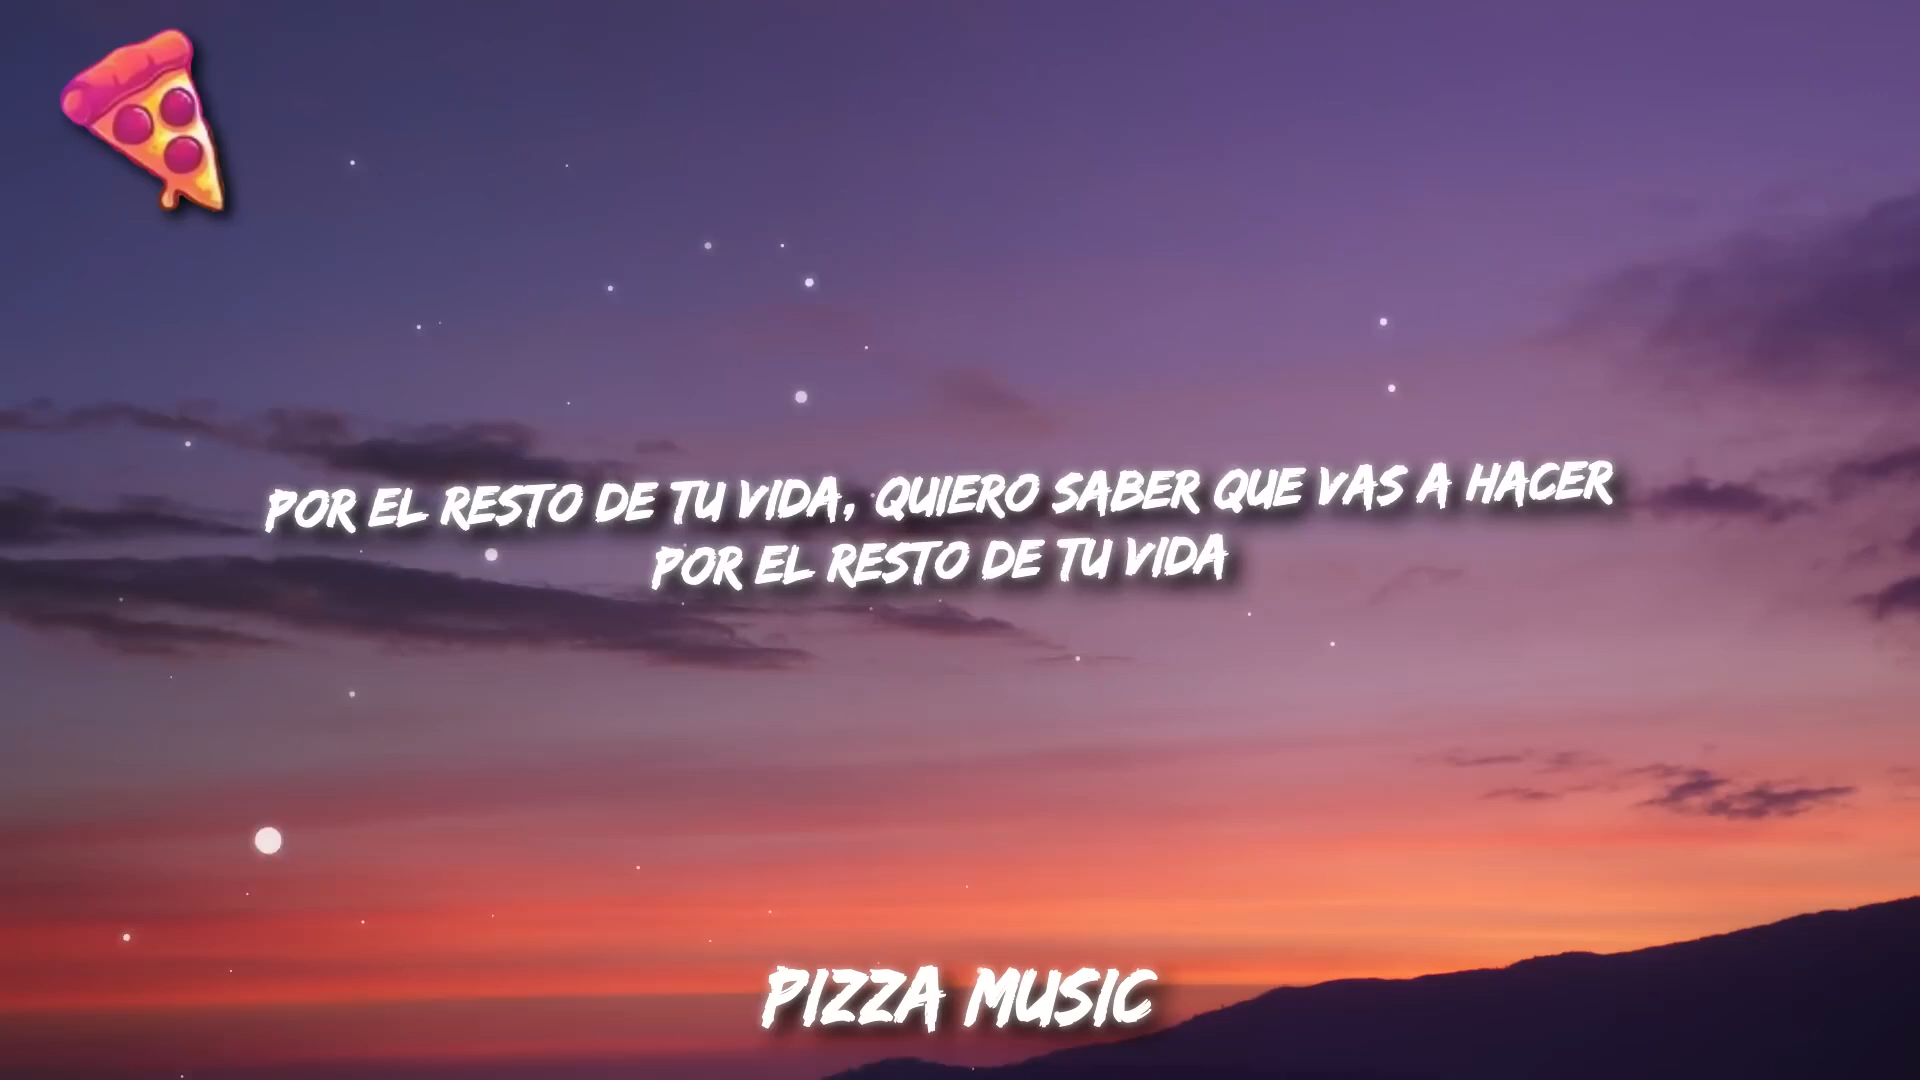 POR EL RESTO DE TU VIDA, QUIERO SABER QUE VAS A HACER
POR EL RESTO DE TU VIDA
PIZZA MUSIC